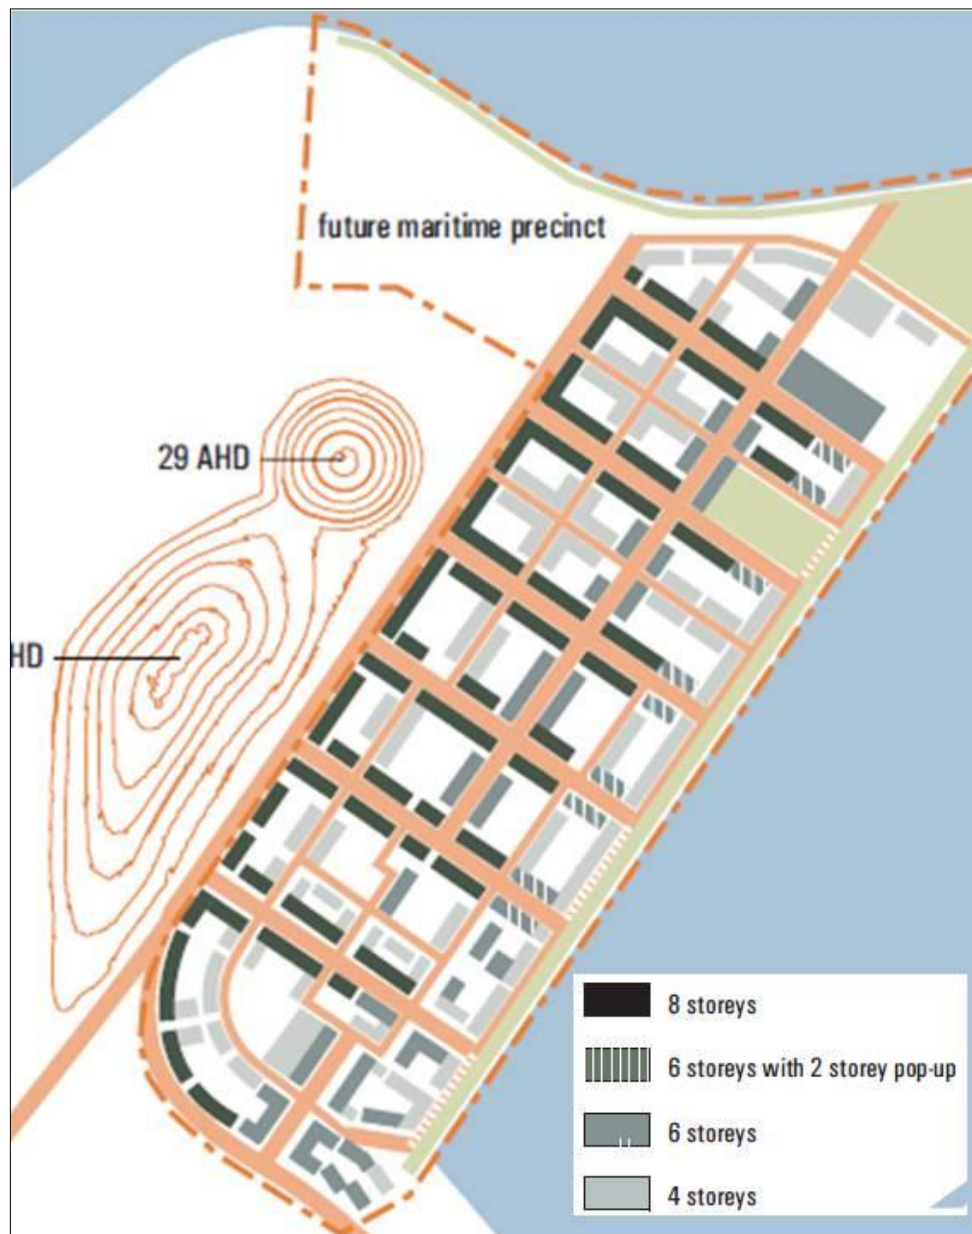 future maritime precinct
29 AHD
HD
8 storeys
6 storeys with 2 storey pop-up
6 storeys
4 storeys